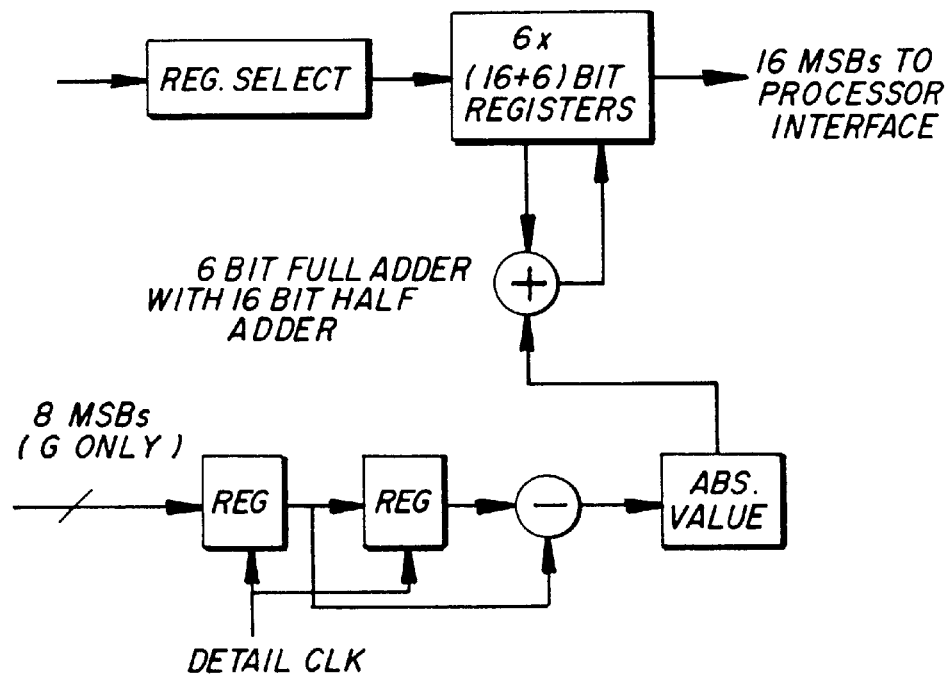 REG. SELECT
6x
(16+6) BIT
REGISTERS
16 MSBs TO
PROCESSOR
INTERFACE
6 BIT FULL ADDER
WITH 16 BIT HALF
ADDER
+
8 MSBs
(G ONLY)
REG
REG
−
ABS.
VALUE
DETAIL CLK